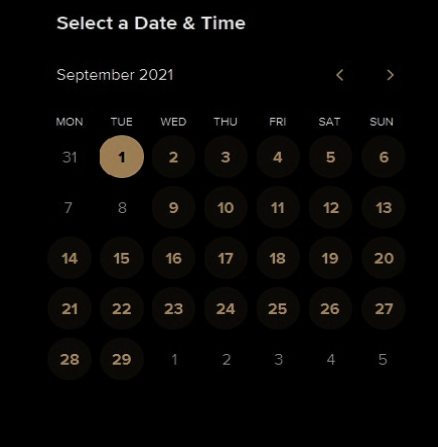 Select a Date & Time
September 2021 < >
MON TUE WED THU FRI SAT SUN
31 1 2 3 4 5 6
7 8 9 10 11 12 13
14 15 16 17 18 19 20
21 22 23 24 25 26 27
28 29 1 2 3 4 5